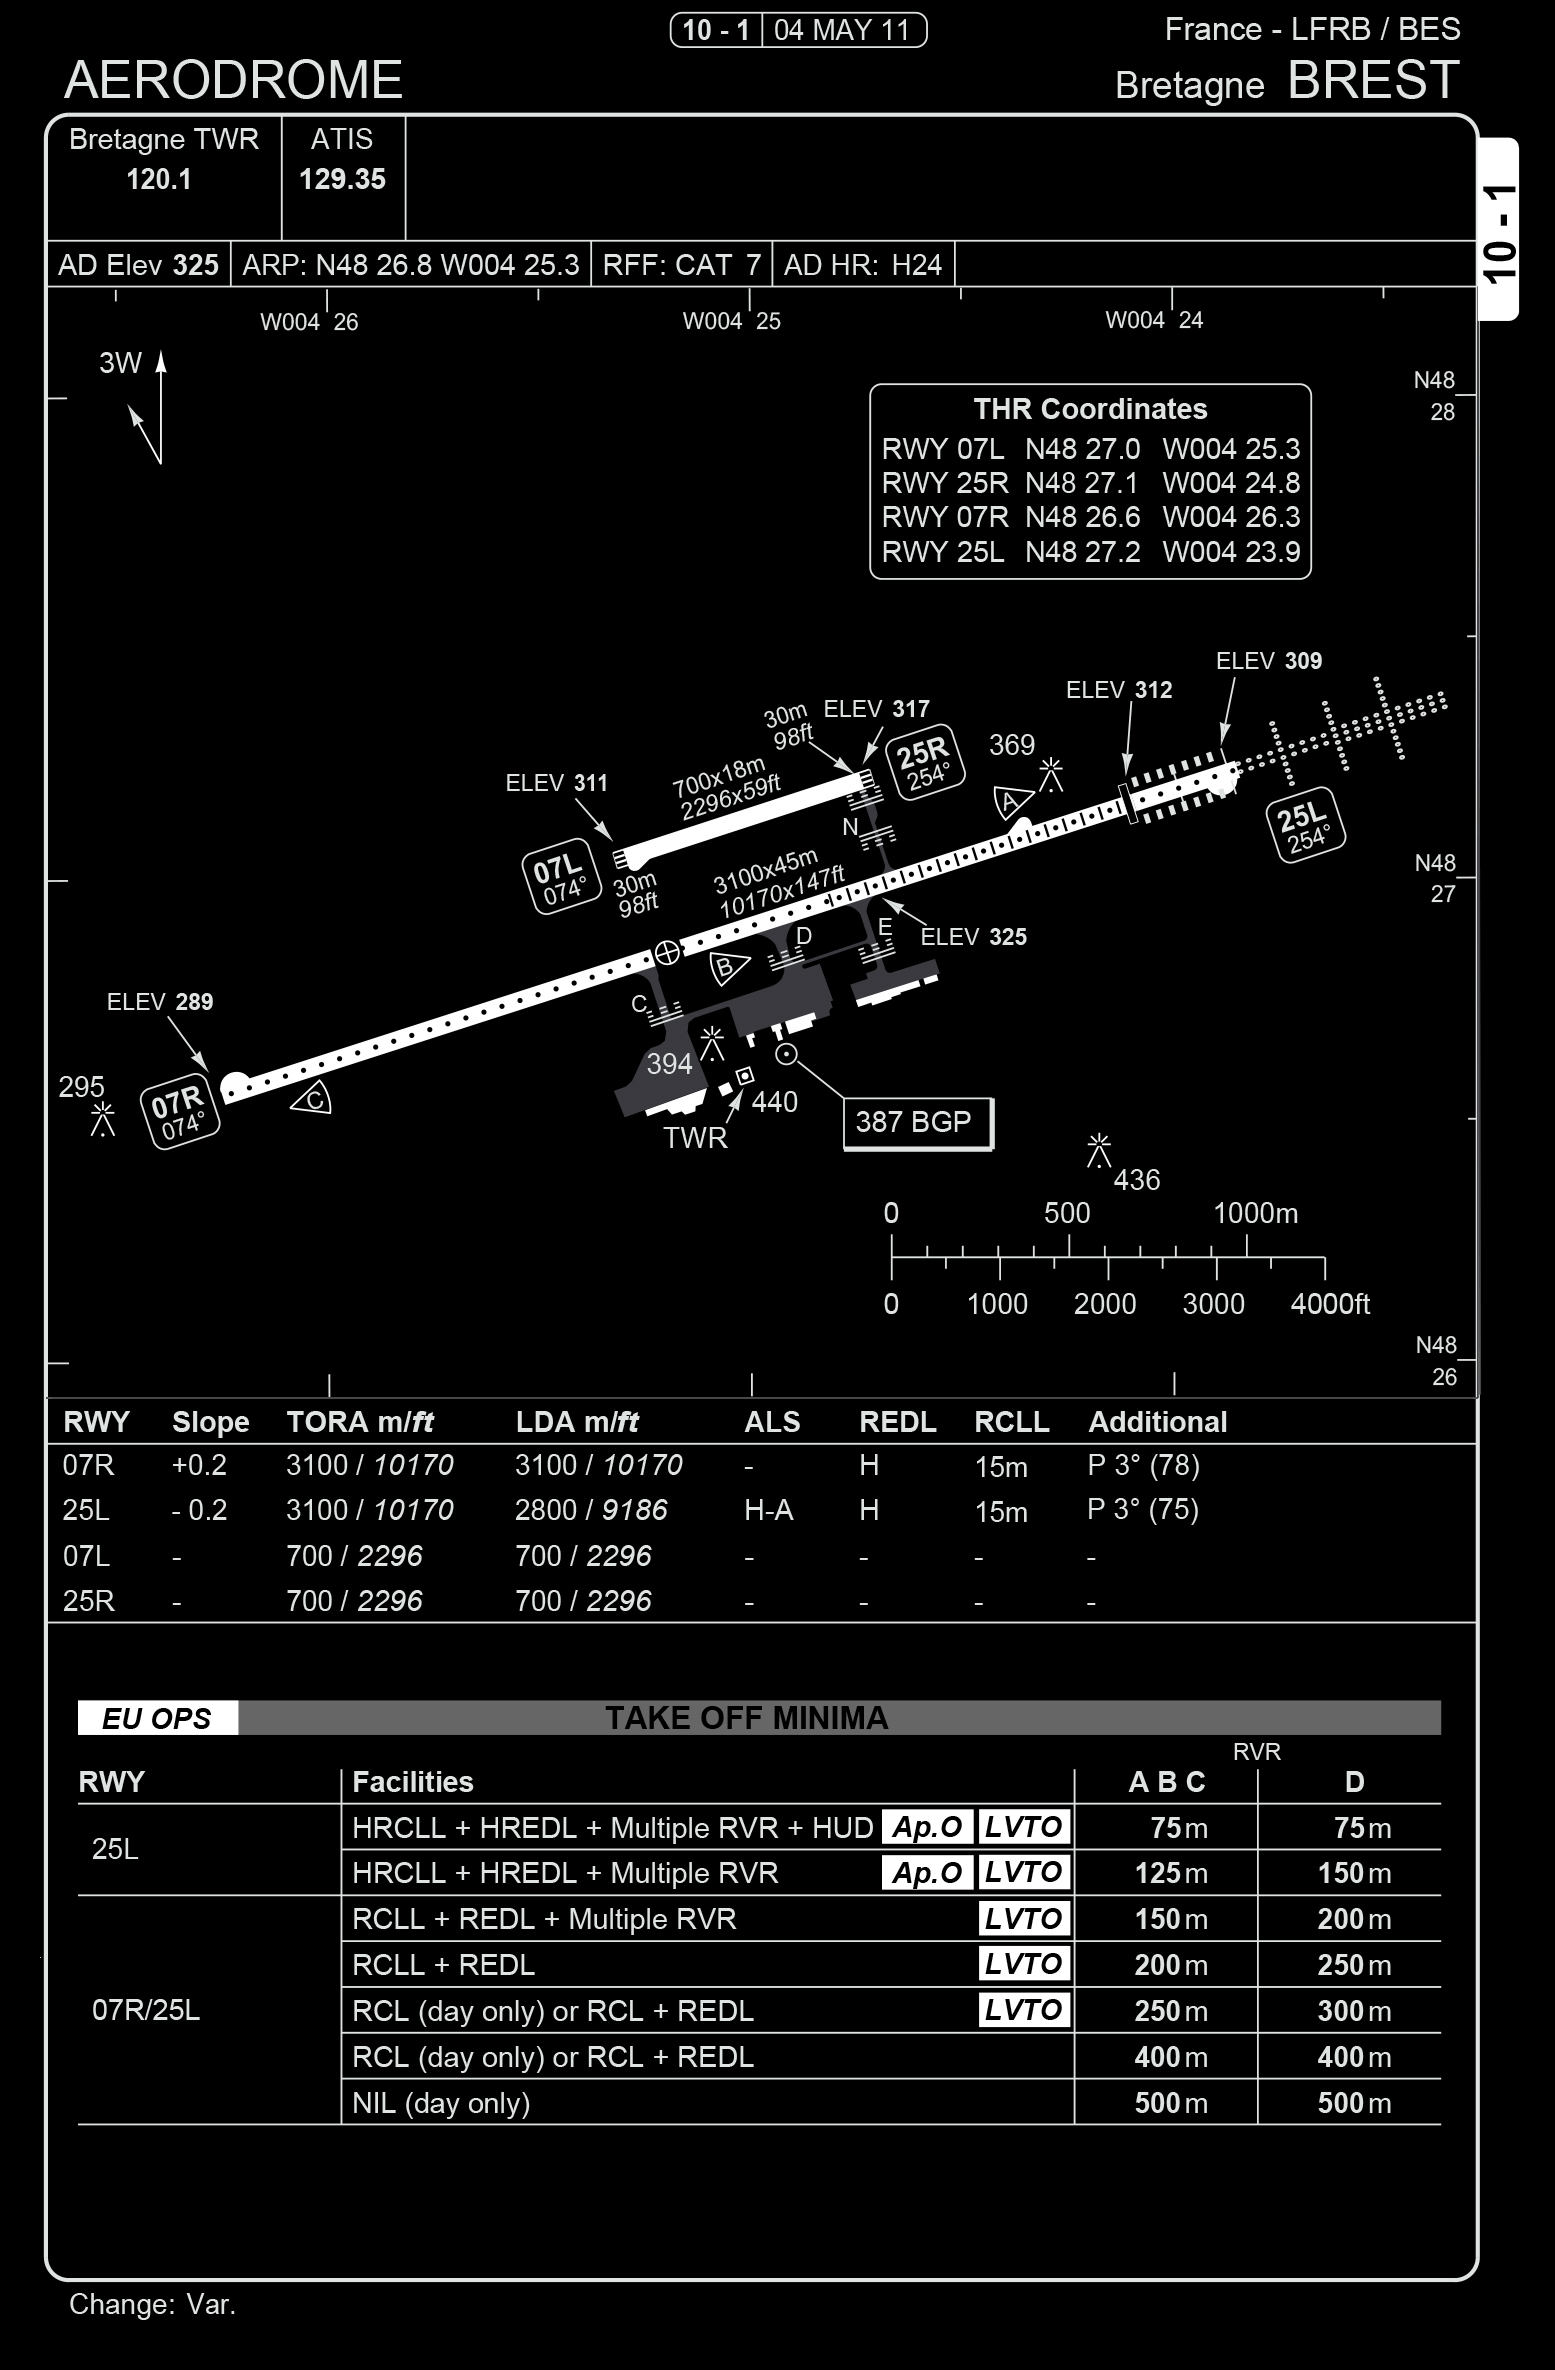 10 - 1 04 MAY 11
France - LFRB / BES
AERODROME
Bretagne BREST
Bretagne TWR ATIS
120.1 129.35
10 - 1
AD Elev 325 ARP: N48 26.8 W004 25.3 RFF: CAT 7 AD HR: H24
W004 26 W004 25 W004 24
3W
N48
28
THR Coordinates
RWY 07L N48 27.0 W004 25.3
RWY 25R N48 27.1 W004 24.8
RWY 07R N48 26.6 W004 26.3
RWY 25L N48 27.2 W004 23.9
ELEV 309
ELEV 312
ELEV 317
30m
98ft
25R
254°
369
ELEV 311
700x18m
2296x59ft
A
25L
254°
N
07L
074°
30m
98ft
3100x45m
10170x147ft
N48
27
ELEV 325
E
D
B
C
ELEV 289
295
07R
074°
C
394
440
TWR
387 BGP
436
0 500 1000m
0 1000 2000 3000 4000ft
N48
26
RWY Slope TORA m/ft LDA m/ft ALS REDL RCLL Additional
07R +0.2 3100 / 10170 3100 / 10170 - H 15m P 3° (78)
25L - 0.2 3100 / 10170 2800 / 9186 H-A H 15m P 3° (75)
07L - 700 / 2296 700 / 2296 - - - -
25R - 700 / 2296 700 / 2296 - - - -
EU OPS TAKE OFF MINIMA
RVR
RWY Facilities A B C D
25L
HRCLL + HREDL + Multiple RVR + HUD Ap.O LVTO 75m 75m
HRCLL + HREDL + Multiple RVR Ap.O LVTO 125m 150m
07R/25L
RCLL + REDL + Multiple RVR LVTO 150m 200m
RCLL + REDL LVTO 200m 250m
RCL (day only) or RCL + REDL LVTO 250m 300m
RCL (day only) or RCL + REDL 400m 400m
NIL (day only) 500m 500m
Change: Var.